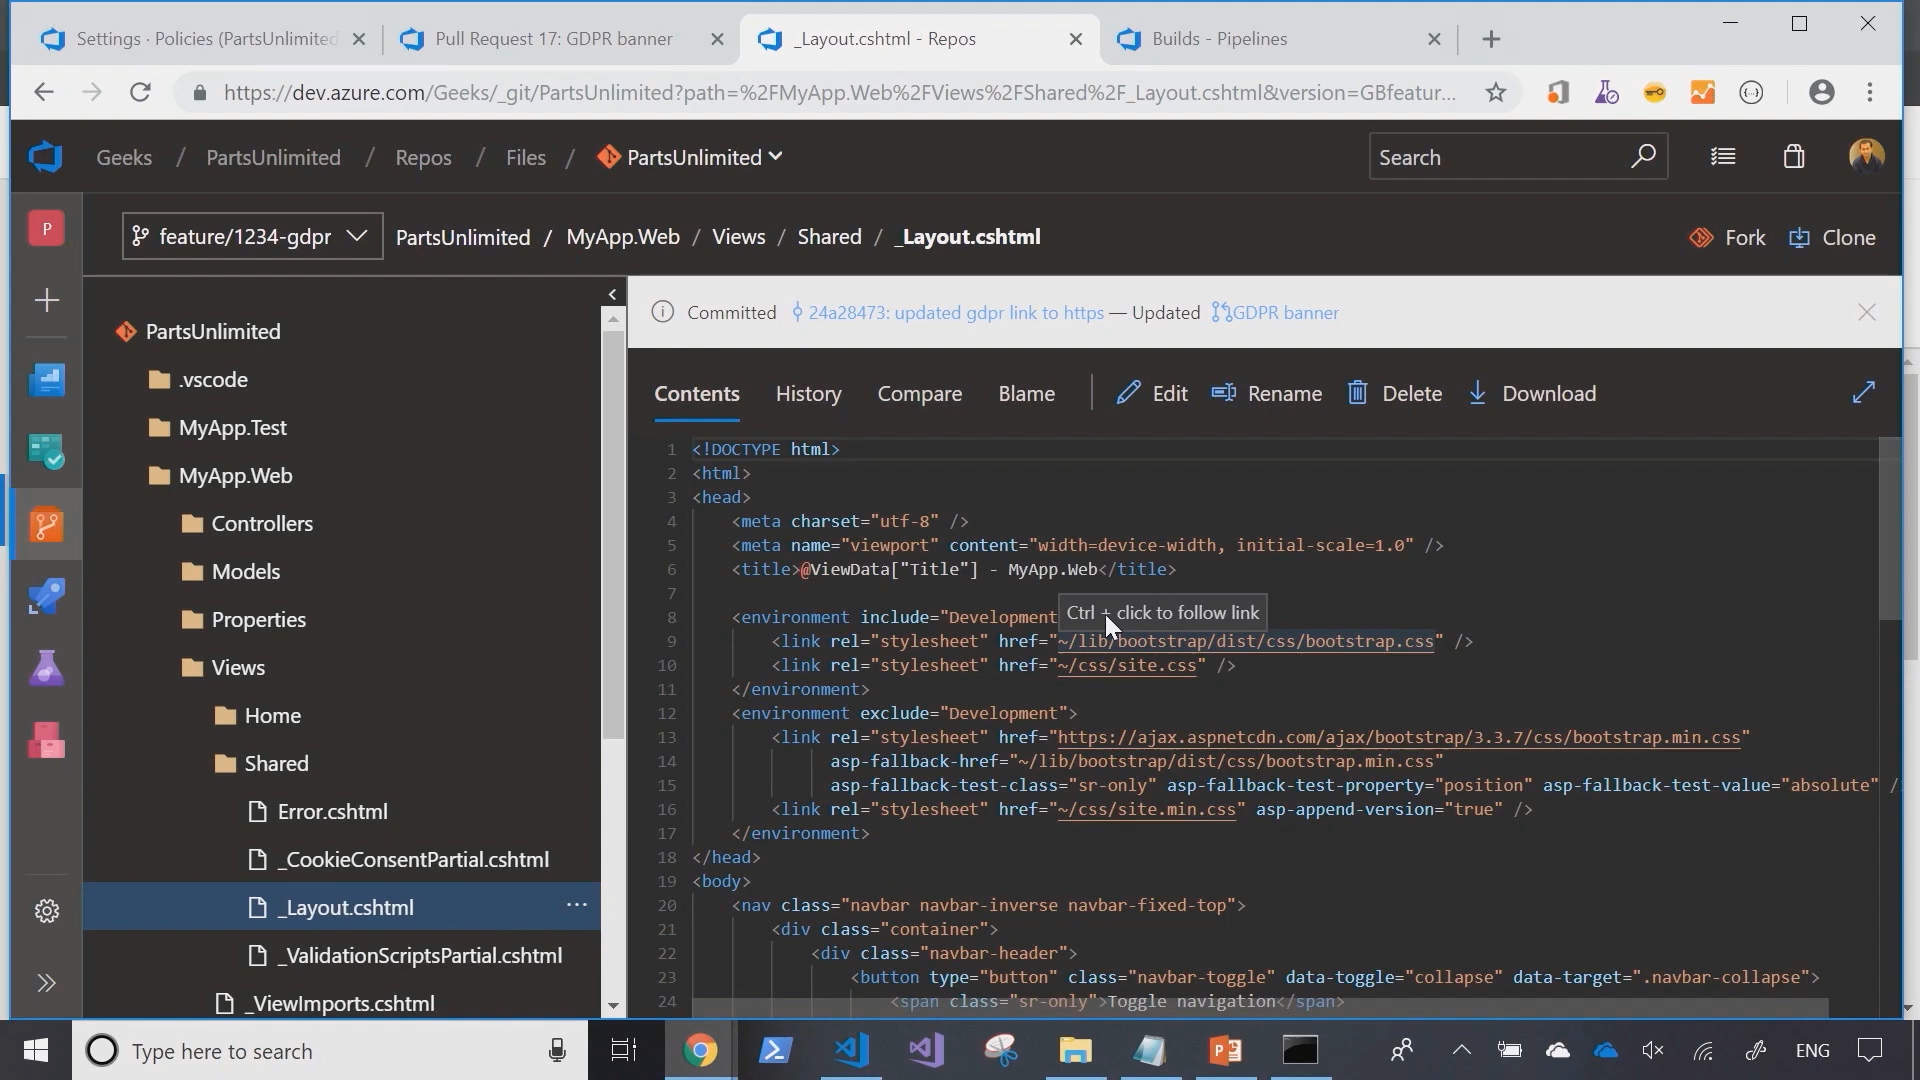 Settings · Policies (PartsUnlimited
Pull Request 17: GDPR banner
_Layout.cshtml - Repos
Builds - Pipelines
https://dev.azure.com/Geeks/_git/PartsUnlimited?path=%2FMyApp.Web%2FViews%2FShared%2F_Layout.cshtml&version=GBfeatur...
Geeks / PartsUnlimited / Repos / Files / PartsUnlimited
Search
P
feature/1234-gdpr
PartsUnlimited / MyApp.Web / Views / Shared / _Layout.cshtml
Fork
Clone
Committed 24a28473: updated gdpr link to https — Updated GDPR banner
PartsUnlimited
.vscode
MyApp.Test
MyApp.Web
Controllers
Models
Properties
Views
Home
Shared
Error.cshtml
_CookieConsentPartial.cshtml
_Layout.cshtml
_ValidationScriptsPartial.cshtml
_ViewImports.cshtml
Contents History Compare Blame Edit Rename Delete Download
1 <!DOCTYPE html>
2 <html>
3 <head>
4 <meta charset="utf-8" />
5 <meta name="viewport" content="width=device-width, initial-scale=1.0" />
6 <title>@ViewData["Title"] - MyApp.Web</title>
7
8 <environment include="Development
Ctrl + click to follow link
9 <link rel="stylesheet" href="~/lib/bootstrap/dist/css/bootstrap.css" />
10 <link rel="stylesheet" href="~/css/site.css" />
11 </environment>
12 <environment exclude="Development">
13 <link rel="stylesheet" href="https://ajax.aspnetcdn.com/ajax/bootstrap/3.3.7/css/bootstrap.min.css"
14 asp-fallback-href="~/lib/bootstrap/dist/css/bootstrap.min.css"
15 asp-fallback-test-class="sr-only" asp-fallback-test-property="position" asp-fallback-test-value="absolute" /
16 <link rel="stylesheet" href="~/css/site.min.css" asp-append-version="true" />
17 </environment>
18 </head>
19 <body>
20 <nav class="navbar navbar-inverse navbar-fixed-top">
21 <div class="container">
22 <div class="navbar-header">
23 <button type="button" class="navbar-toggle" data-toggle="collapse" data-target=".navbar-collapse">
24 <span class="sr-only">Toggle navigation</span>
Type here to search
ENG